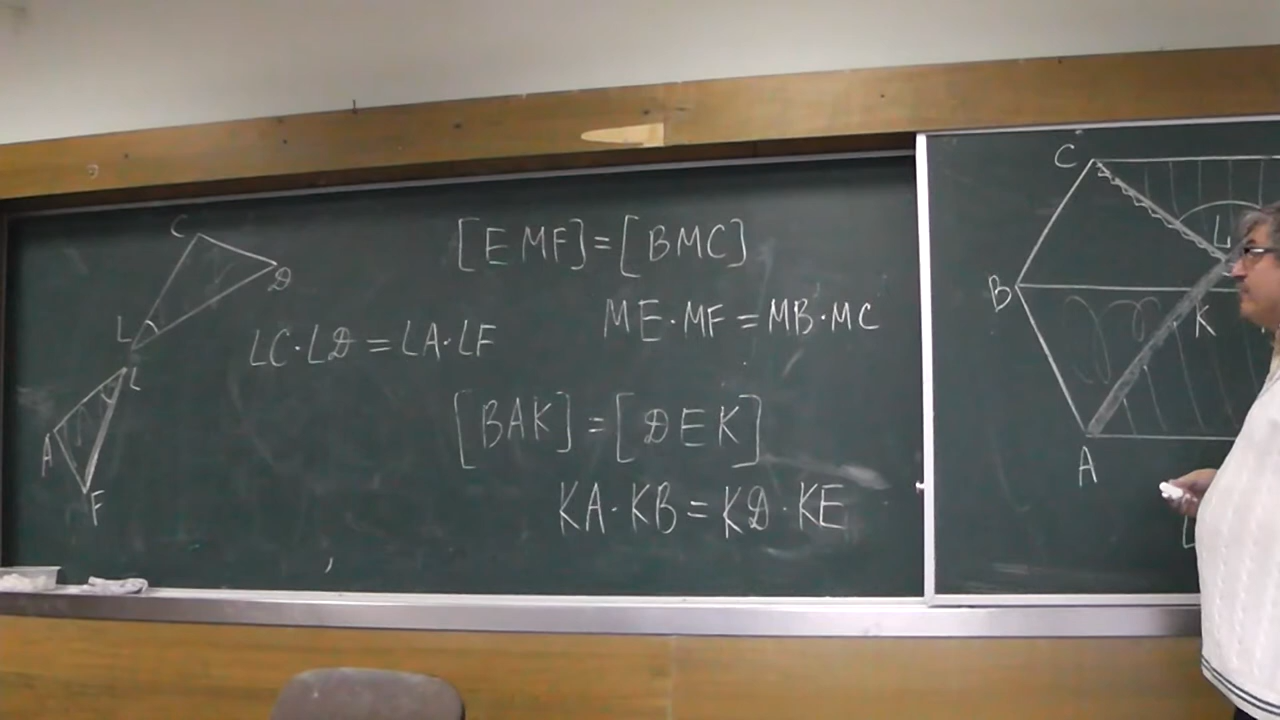 C
D
L
L
A
F
[EMF]=[BMC]
ME·MF=MB·MC
LC·LD=LA·LF
[BAK]=[DEK]
KA·KB=KD·KE
C
L
B
K
A